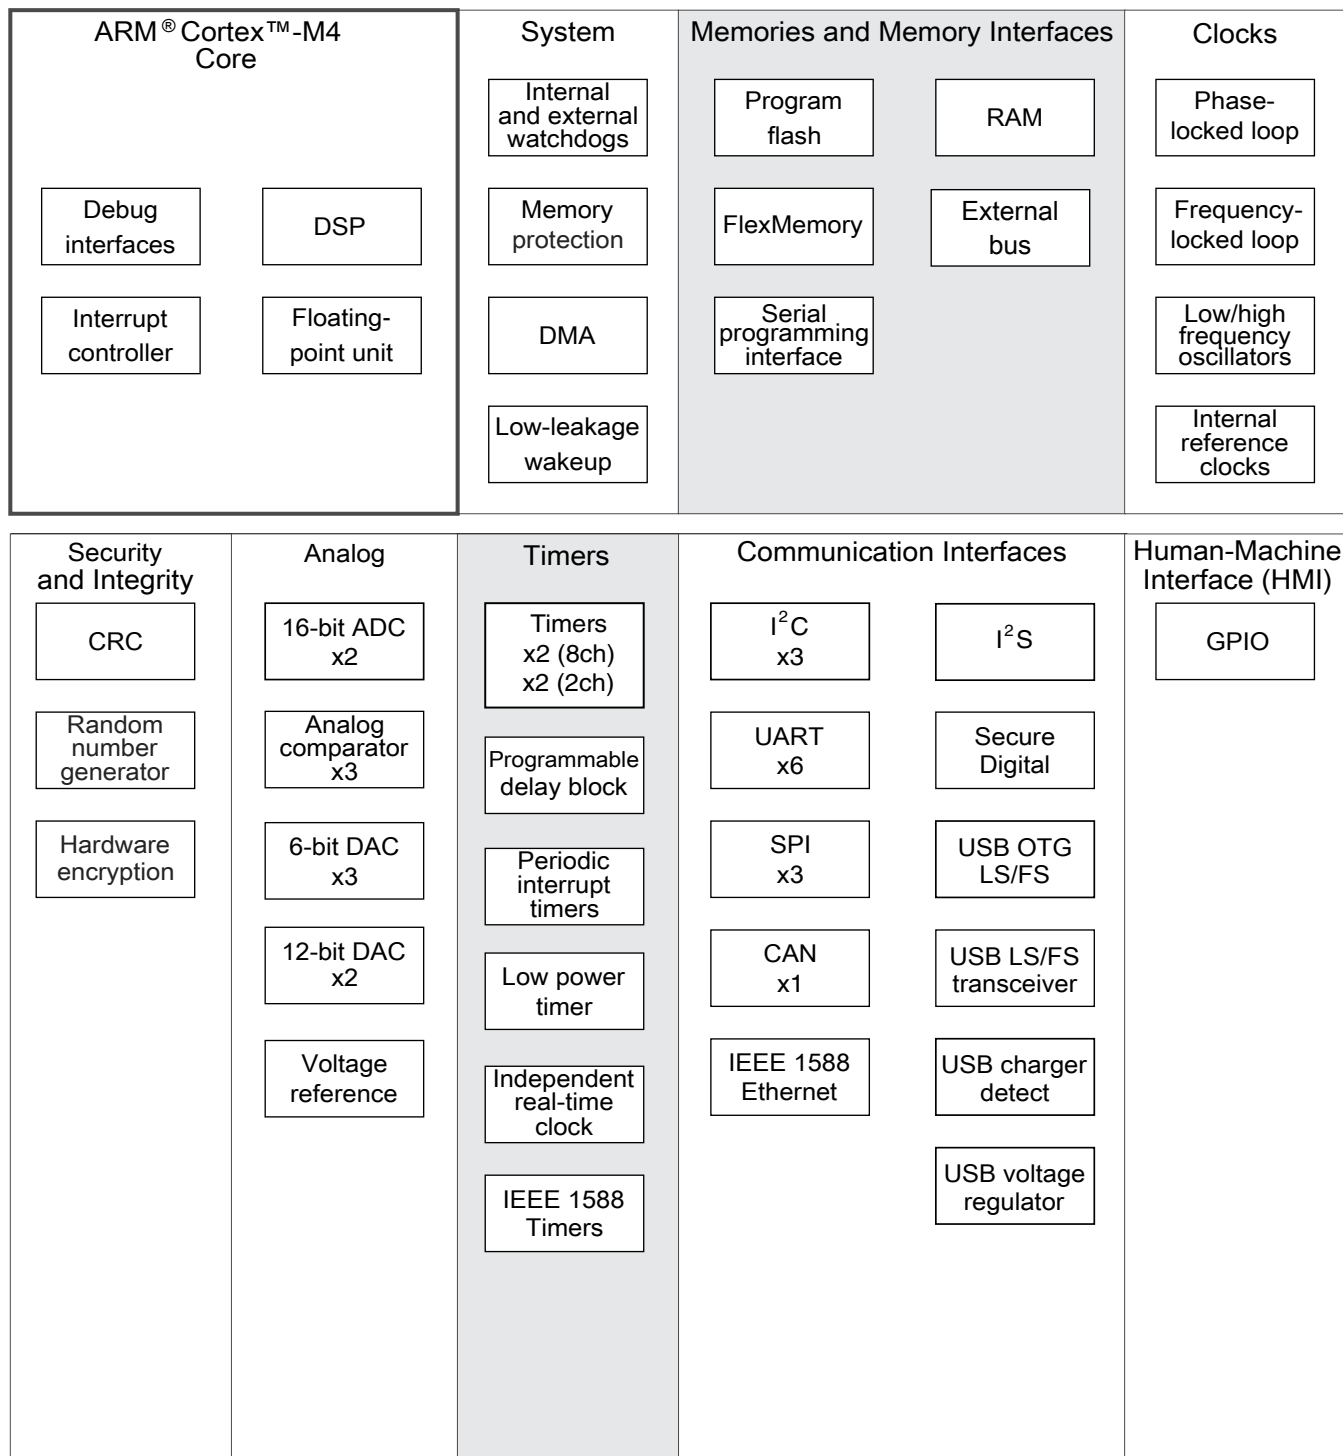 ARM® Cortex™-M4
Core
Debug
interfaces
DSP
Interrupt
controller
Floating-
point unit
System
Internal
and external
watchdogs
Memory
protection
DMA
Low-leakage
wakeup
Memories and Memory Interfaces
Program
flash
RAM
FlexMemory
External
bus
Serial
programming
interface
Clocks
Phase-
locked loop
Frequency-
locked loop
Low/high
frequency
oscillators
Internal
reference
clocks
Security
and Integrity
CRC
Random
number
generator
Hardware
encryption
Analog
16-bit ADC
x2
Analog
comparator
x3
6-bit DAC
x3
12-bit DAC
x2
Voltage
reference
Timers
Timers
x2 (8ch)
x2 (2ch)
Programmable
delay block
Periodic
interrupt
timers
Low power
timer
Independent
real-time
clock
IEEE 1588
Timers
Communication Interfaces
I²C
x3
I²S
UART
x6
Secure
Digital
SPI
x3
USB OTG
LS/FS
CAN
x1
USB LS/FS
transceiver
IEEE 1588
Ethernet
USB charger
detect
USB voltage
regulator
Human-Machine
Interface (HMI)
GPIO